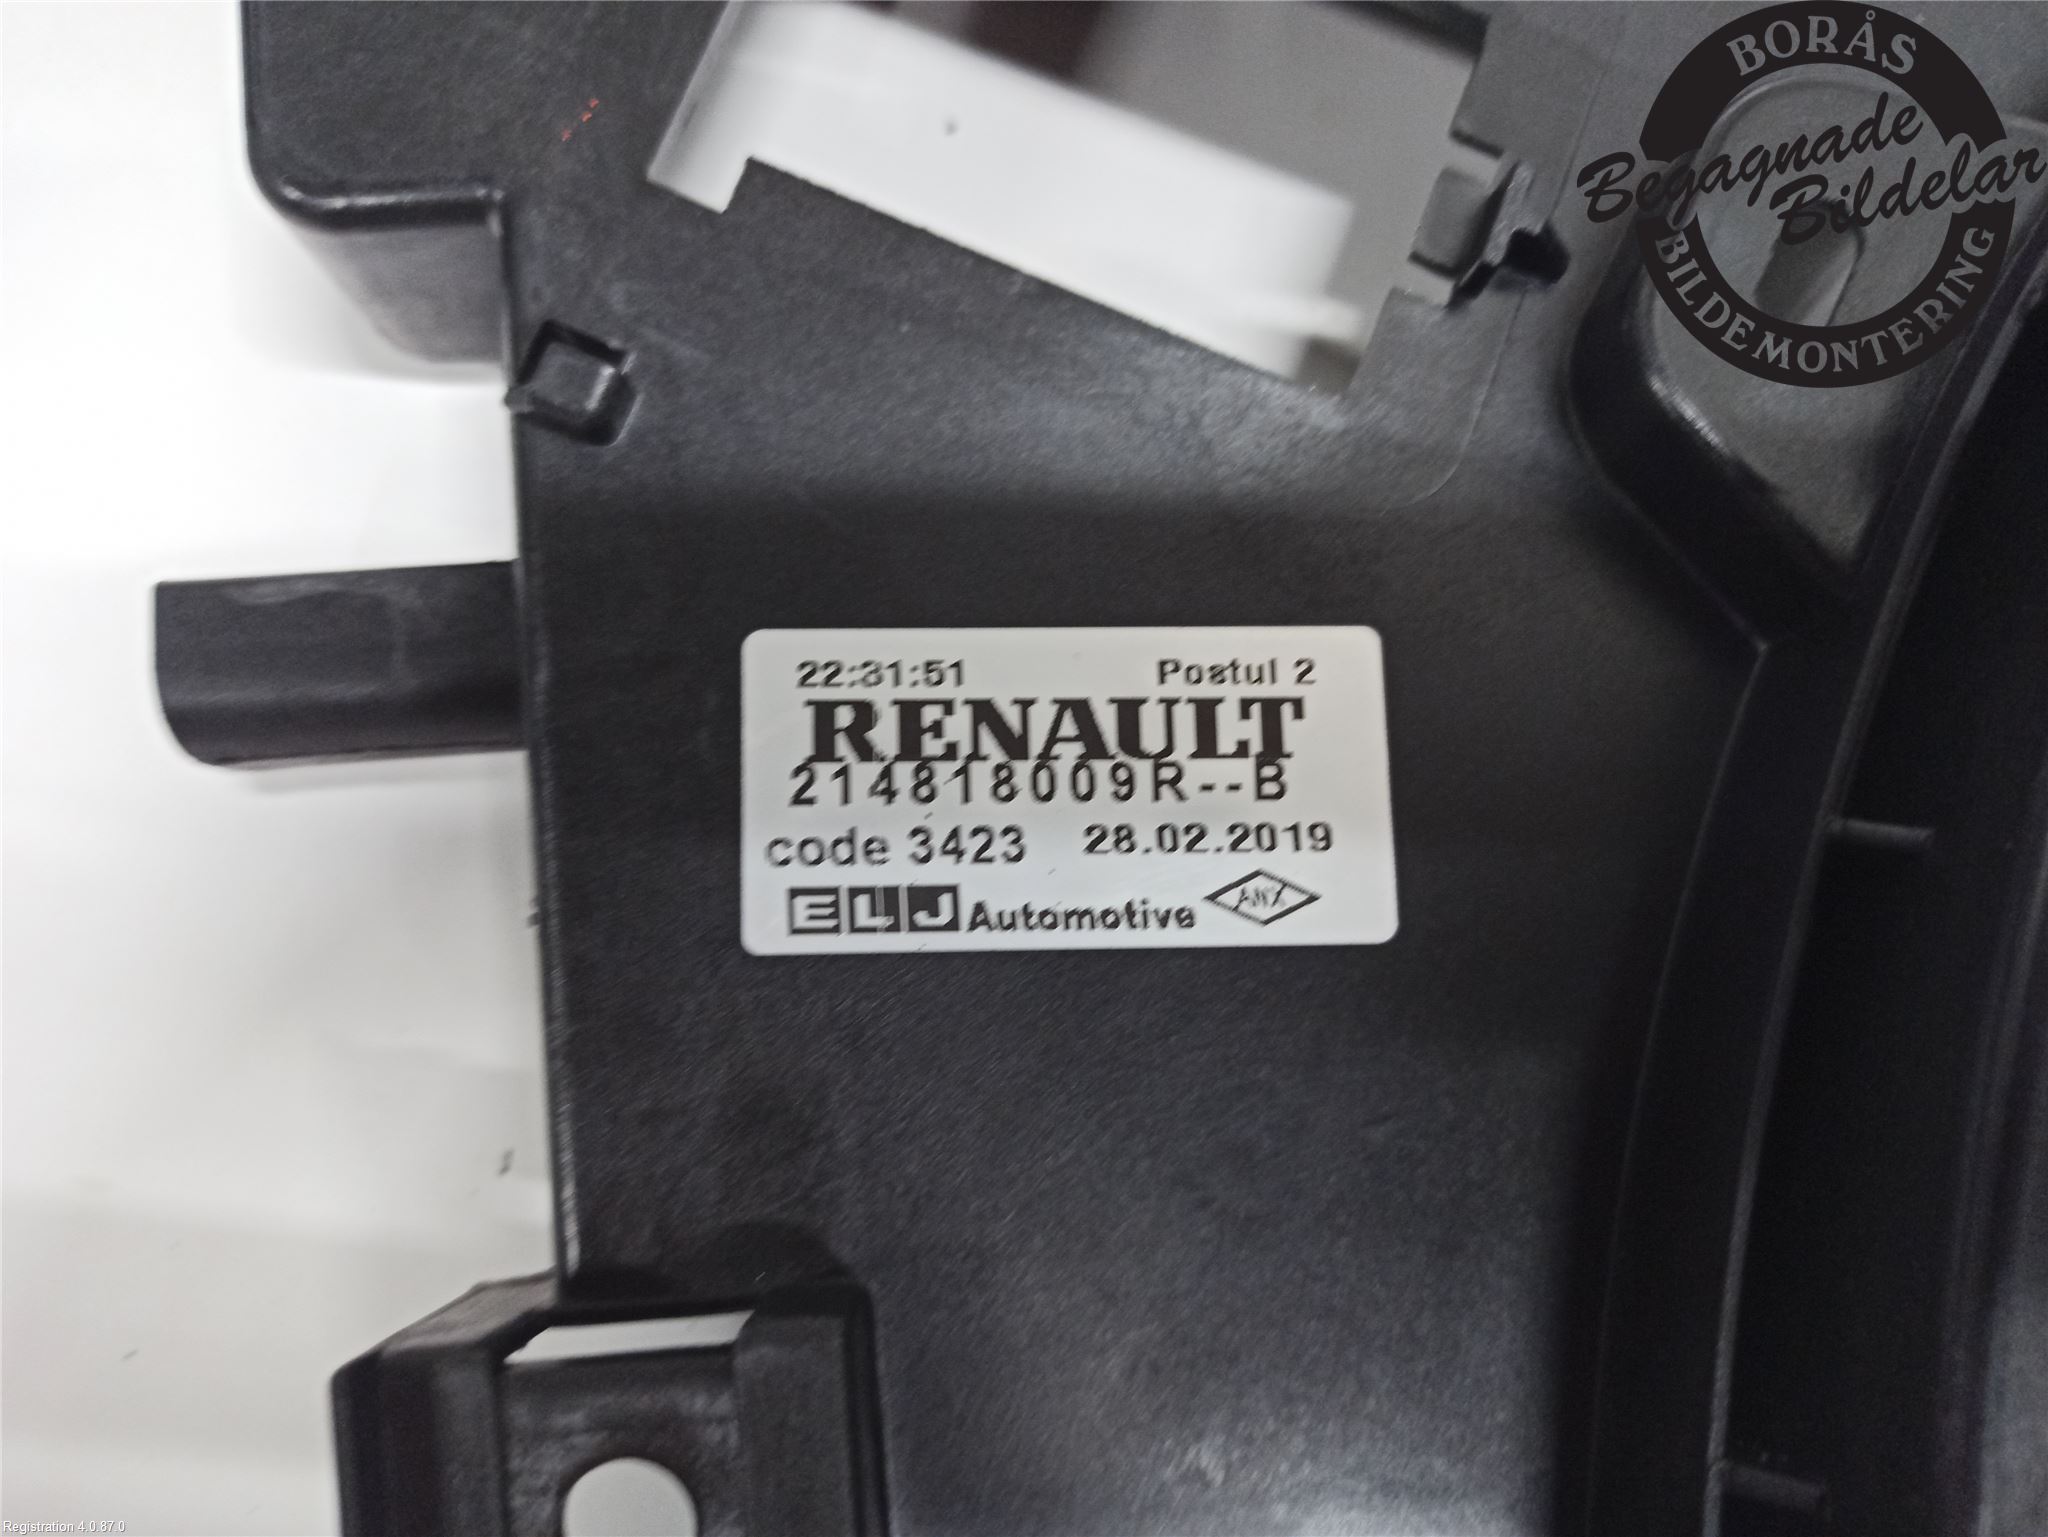 BORÅS
Begagnade
Bildelar
BILDEMONTERING
22:31:51 Postul 2
RENAULT
214818009R--B
code 3423 28.02.2019
ELJ Automotive ANX
Registration 4.0.87.0